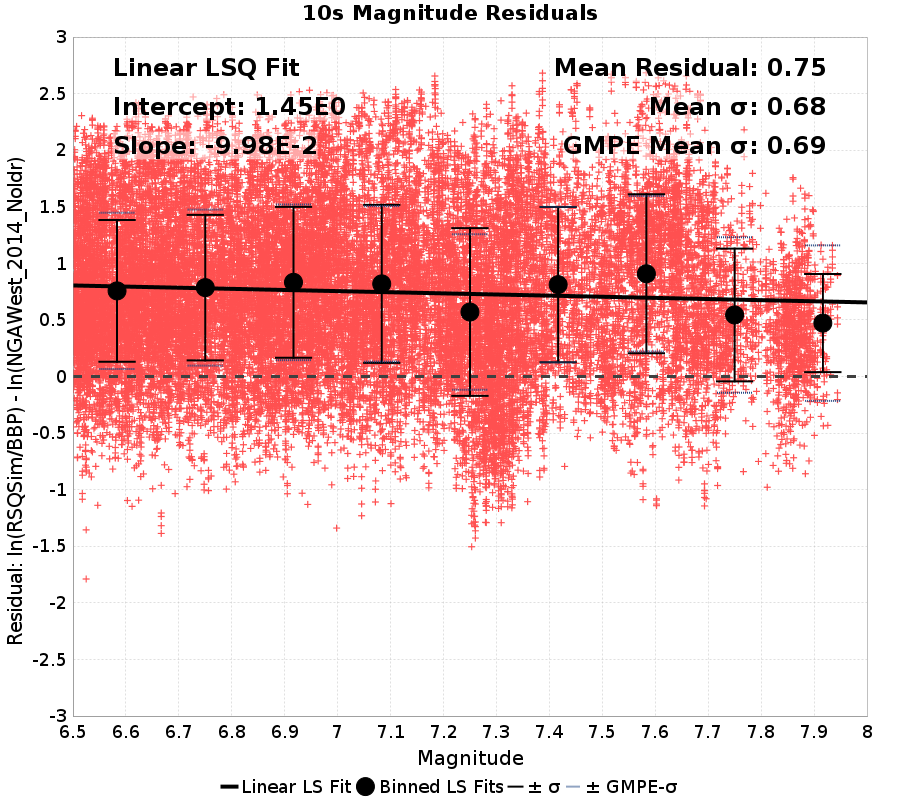 10s Magnitude Residuals
Linear LSQ Fit
Intercept: 1.45E0
Slope: -9.98E-2
Mean Residual: 0.75
Mean σ: 0.68
GMPE Mean σ: 0.69
Residual: ln(RSQSim/BBP) - ln(NGAWest_2014_NoIdr)
3
2.5
2
1.5
1
0.5
0
-0.5
-1
-1.5
-2
-2.5
-3
6.5 6.6 6.7 6.8 6.9 7 7.1 7.2 7.3 7.4 7.5 7.6 7.7 7.8 7.9 8
Magnitude
Linear LS Fit Binned LS Fits ± σ ± GMPE-σ